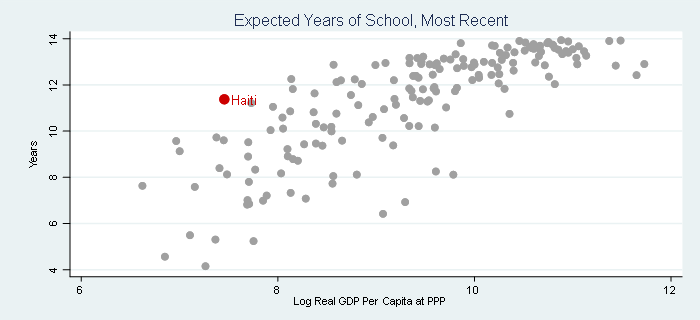 Expected Years of School, Most Recent
14
12
10
8
6
4
Years
Haiti
6 8 10 12
Log Real GDP Per Capita at PPP